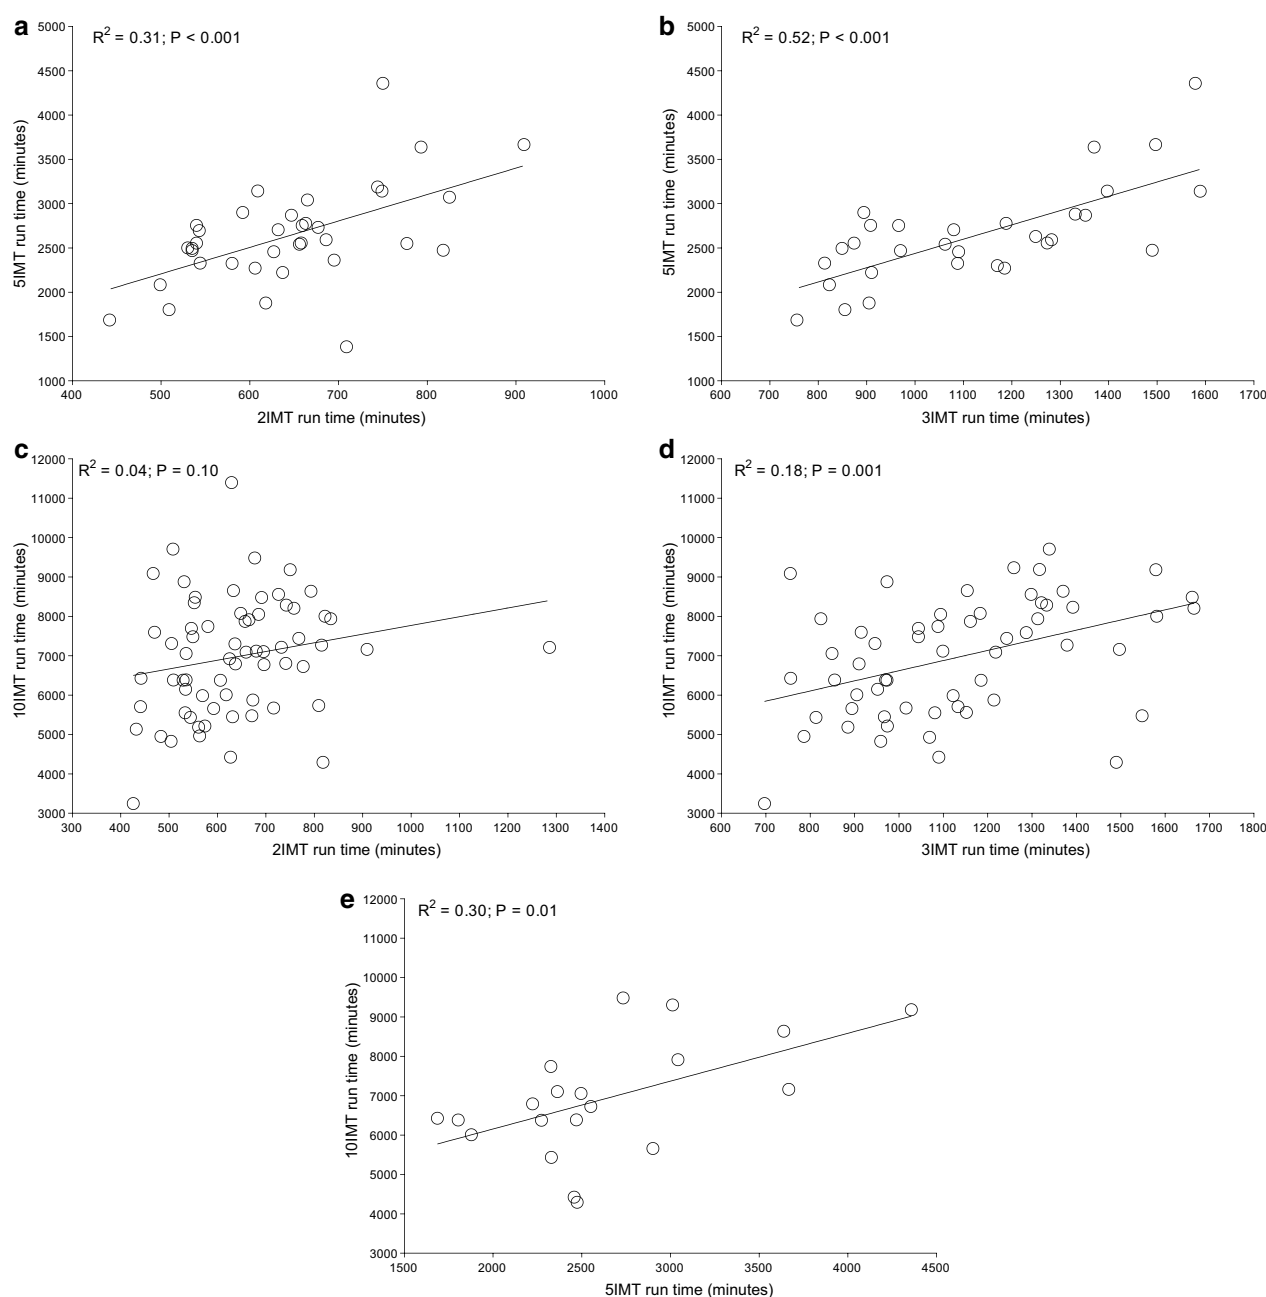 a
R2 = 0.31; P < 0.001
5000
4500
4000
3500
3000
2500
2000
1500
1000
5IMT run time (minutes)
400 500 600 700 800 900 1000
2IMT run time (minutes)
b
R2 = 0.52; P < 0.001
5000
4500
4000
3500
3000
2500
2000
1500
1000
5IMT run time (minutes)
600 700 800 900 1000 1100 1200 1300 1400 1500 1600 1700
3IMT run time (minutes)
c
R2 = 0.04; P = 0.10
12000
11000
10000
9000
8000
7000
6000
5000
4000
3000
10IMT run time (minutes)
300 400 500 600 700 800 900 1000 1100 1200 1300 1400
2IMT run time (minutes)
d
R2 = 0.18; P = 0.001
12000
11000
10000
9000
8000
7000
6000
5000
4000
3000
10IMT run time (minutes)
600 700 800 900 1000 1100 1200 1300 1400 1500 1600 1700 1800
3IMT run time (minutes)
e
R2 = 0.30; P = 0.01
12000
11000
10000
9000
8000
7000
6000
5000
4000
3000
10IMT run time (minutes)
1500 2000 2500 3000 3500 4000 4500
5IMT run time (minutes)